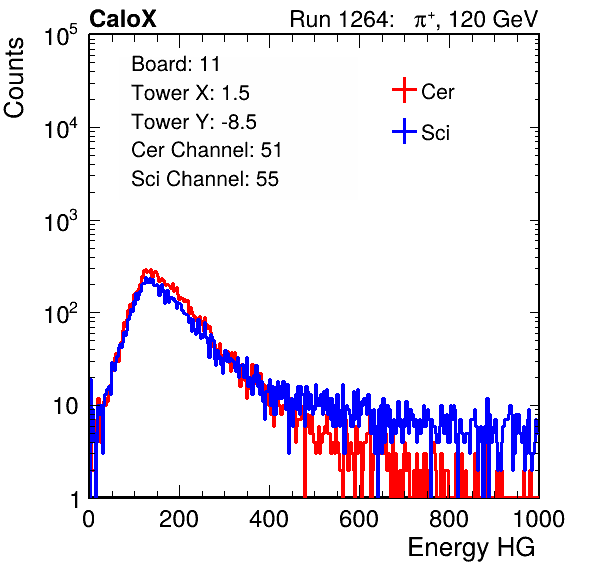 CaloX Run 1264: π⁺, 120 GeV
Counts
Board: 11
Tower X: 1.5
Tower Y: -8.5
Cer Channel: 51
Sci Channel: 55
Cer
Sci
10⁵
10⁴
10³
10²
10
1
0 200 400 600 800 1000
Energy HG